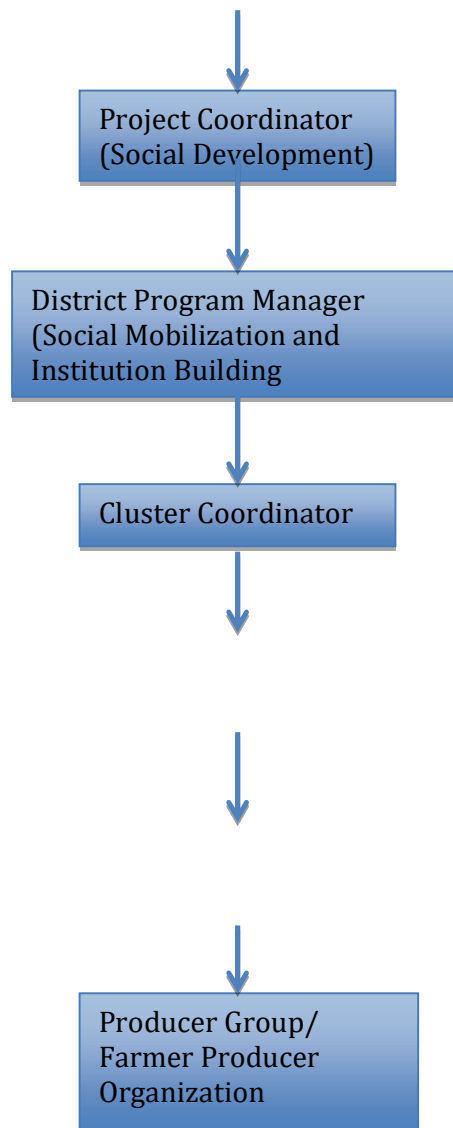 Project Coordinator
(Social Development)
District Program Manager
(Social Mobilization and
Institution Building
Cluster Coordinator
Producer Group/
Farmer Producer
Organization